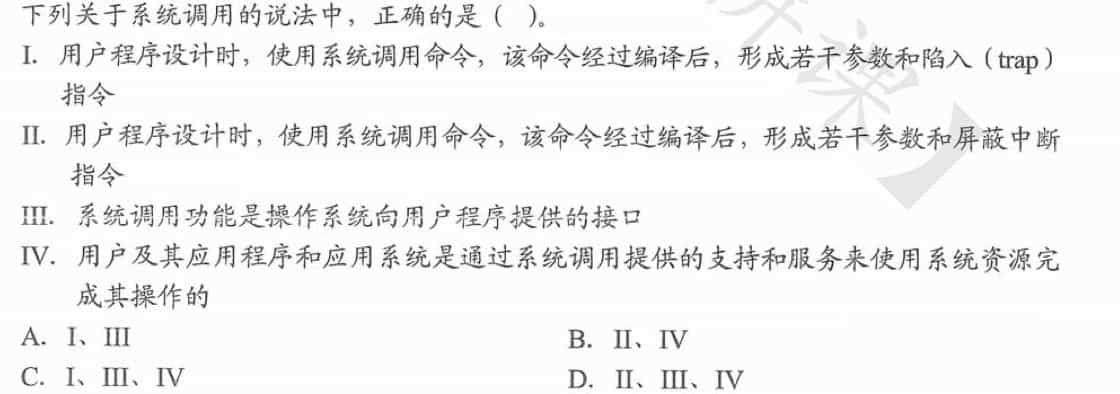 下列关于系统调用的说法中，正确的是（ ）。
I. 用户程序设计时，使用系统调用命令，该命令经过编译后，形成若干参数和陷入（trap）
指令
II. 用户程序设计时，使用系统调用命令，该命令经过编译后，形成若干参数和屏蔽中断
指令
III. 系统调用功能是操作系统向用户程序提供的接口
IV. 用户及其应用程序和应用系统是通过系统调用提供的支持和服务来使用系统资源完
成其操作的
A. I、III
B. II、IV
C. I、III、IV
D. II、III、IV
课】